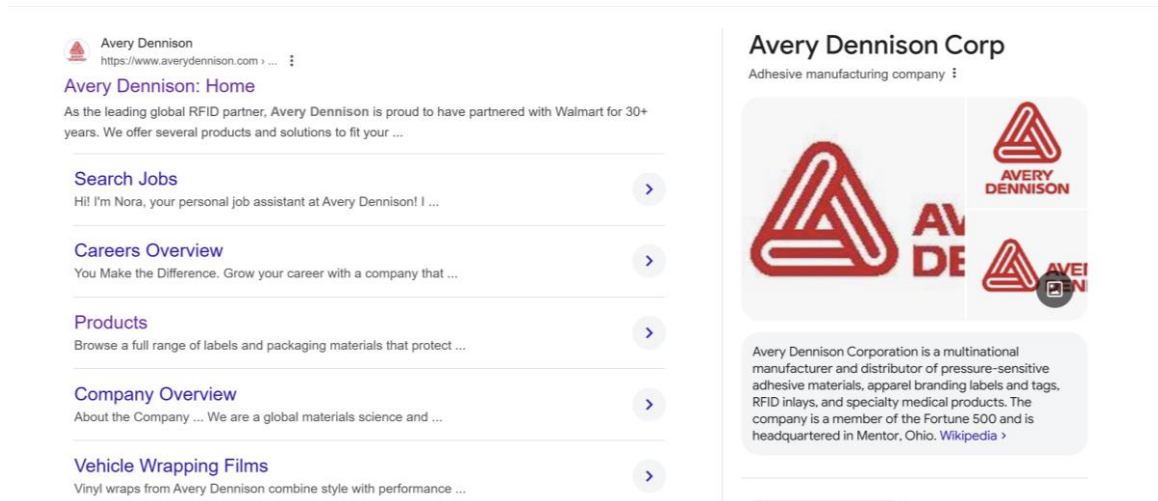 Avery Dennison
https://www.averydennison.com › ...
Avery Dennison: Home
As the leading global RFID partner, Avery Dennison is proud to have partnered with Walmart for 30+
years. We offer several products and solutions to fit your ...
Search Jobs
Hi! I'm Nora, your personal job assistant at Avery Dennison! I ...
Careers Overview
You Make the Difference. Grow your career with a company that ...
Products
Browse a full range of labels and packaging materials that protect ...
Company Overview
About the Company ... We are a global materials science and ...
Vehicle Wrapping Films
Vinyl wraps from Avery Dennison combine style with performance ...
Avery Dennison Corp
Adhesive manufacturing company
AV
DE
AVERY
DENNISON
AVE
EN
Avery Dennison Corporation is a multinational
manufacturer and distributor of pressure-sensitive
adhesive materials, apparel branding labels and tags,
RFID inlays, and specialty medical products. The
company is a member of the Fortune 500 and is
headquartered in Mentor, Ohio. Wikipedia ›